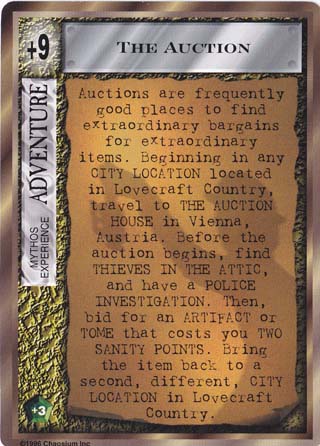 +9
THE AUCTION
MYTHOS
EXPERIENCE
ADVENTURE
Auctions are frequently
good places to find
extraordinary bargains
for extraordinary
items. Beginning in any
CITY LOCATION located
in Lovecraft Country,
travel to THE AUCTION
HOUSE in Vienna,
Austria. Before the
auction begins, find
THIEVES IN THE ATTIC,
and have a POLICE
INVESTIGATION. Then,
bid for an ARTIFACT or
TOME that costs you TWO
SANITY POINTS. Bring
the item back to a
second, different, CITY
LOCATION in Lovecraft
Country.
+3
©1996 Chaosium Inc